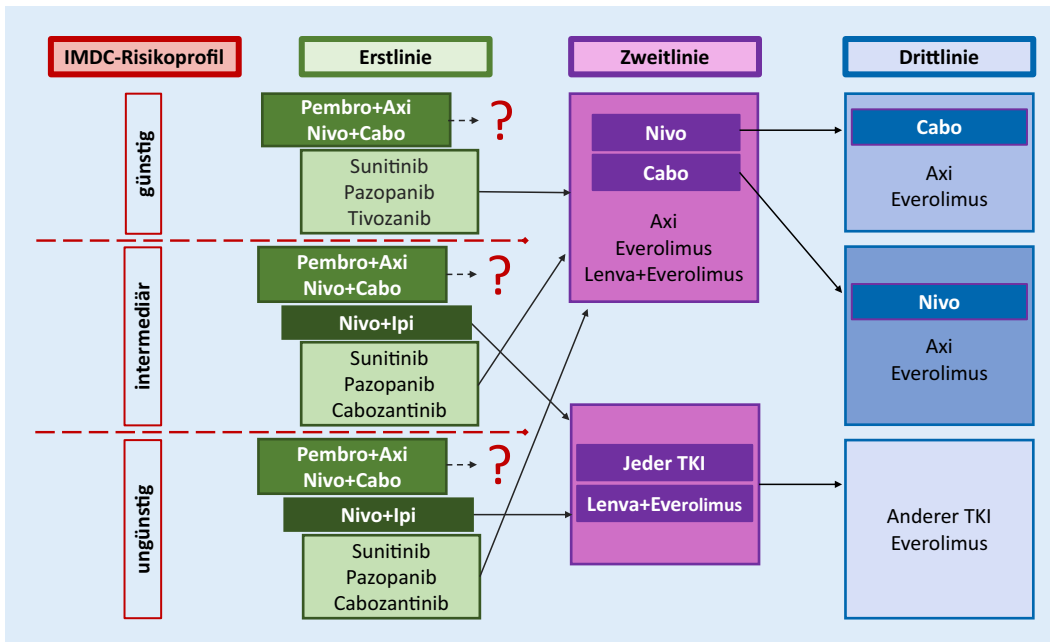 IMDC-Risikoprofil
Erstlinie
Zweitlinie
Drittlinie
günstig
Pembro+Axi
Nivo+Cabo
?
Sunitinib
Pazopanib
Tivozanib
intermediär
Pembro+Axi
Nivo+Cabo
?
Nivo+Ipi
Sunitinib
Pazopanib
Cabozantinib
ungünstig
Pembro+Axi
Nivo+Cabo
?
Nivo+Ipi
Sunitinib
Pazopanib
Cabozantinib
Nivo
Cabo
Axi
Everolimus
Lenva+Everolimus
Jeder TKI
Lenva+Everolimus
Cabo
Axi
Everolimus
Nivo
Axi
Everolimus
Anderer TKI
Everolimus